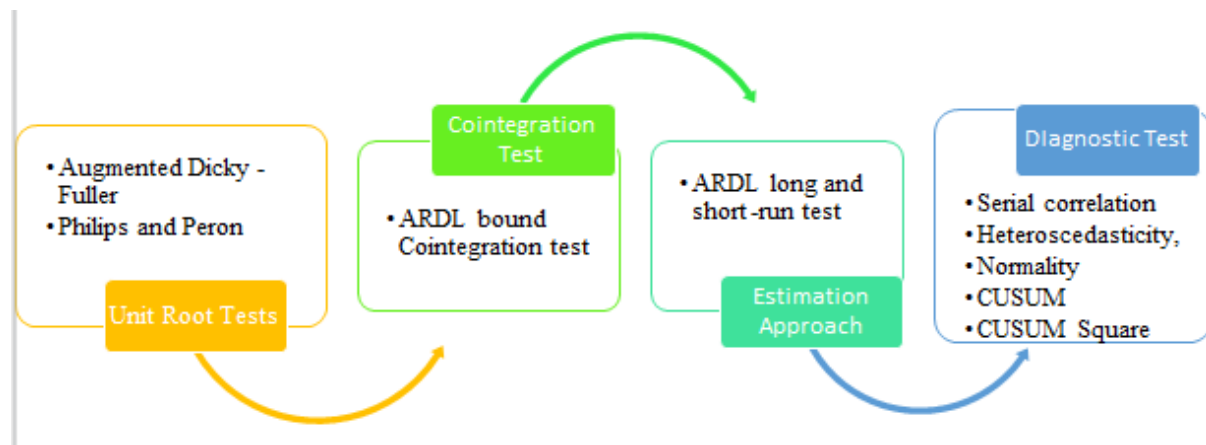 • Augmented Dicky -
Fuller
• Philips and Peron
Unit Root Tests
Cointegration
Test
• ARDL bound
Cointegration test
• ARDL long and
short-run test
Estimation
Approach
DIagnostic Test
• Serial correlation
• Heteroscedasticity,
• Normality
• CUSUM
• CUSUM Square